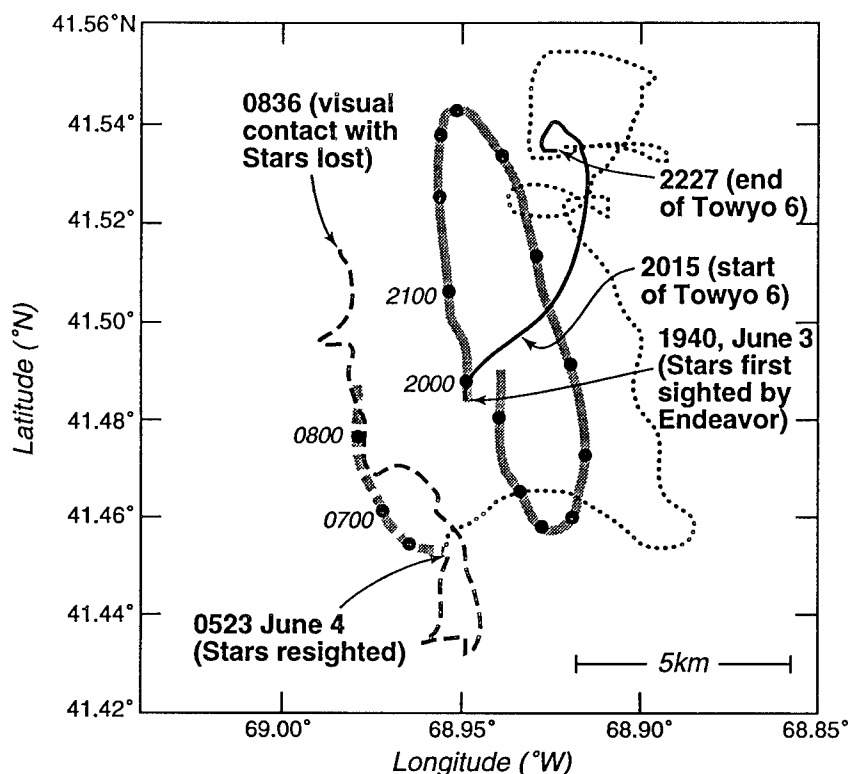 41.56°N
41.54°
41.52°
41.50°
41.48°
41.46°
41.44°
41.42°
Latitude (°N)
0836 (visual
contact with
Stars lost)
2227 (end
of Towyo 6)
2015 (start
of Towyo 6)
1940, June 3
(Stars first
sighted by
Endeavor)
2100
2000
0800
0700
0523 June 4
(Stars resighted)
5km
69.00°
68.95°
68.90°
68.85°
Longitude (°W)